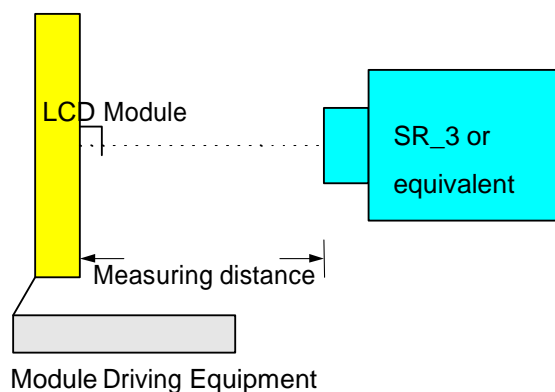 LCD Module
SR_3 or
equivalent
Measuring distance
Module Driving Equipment